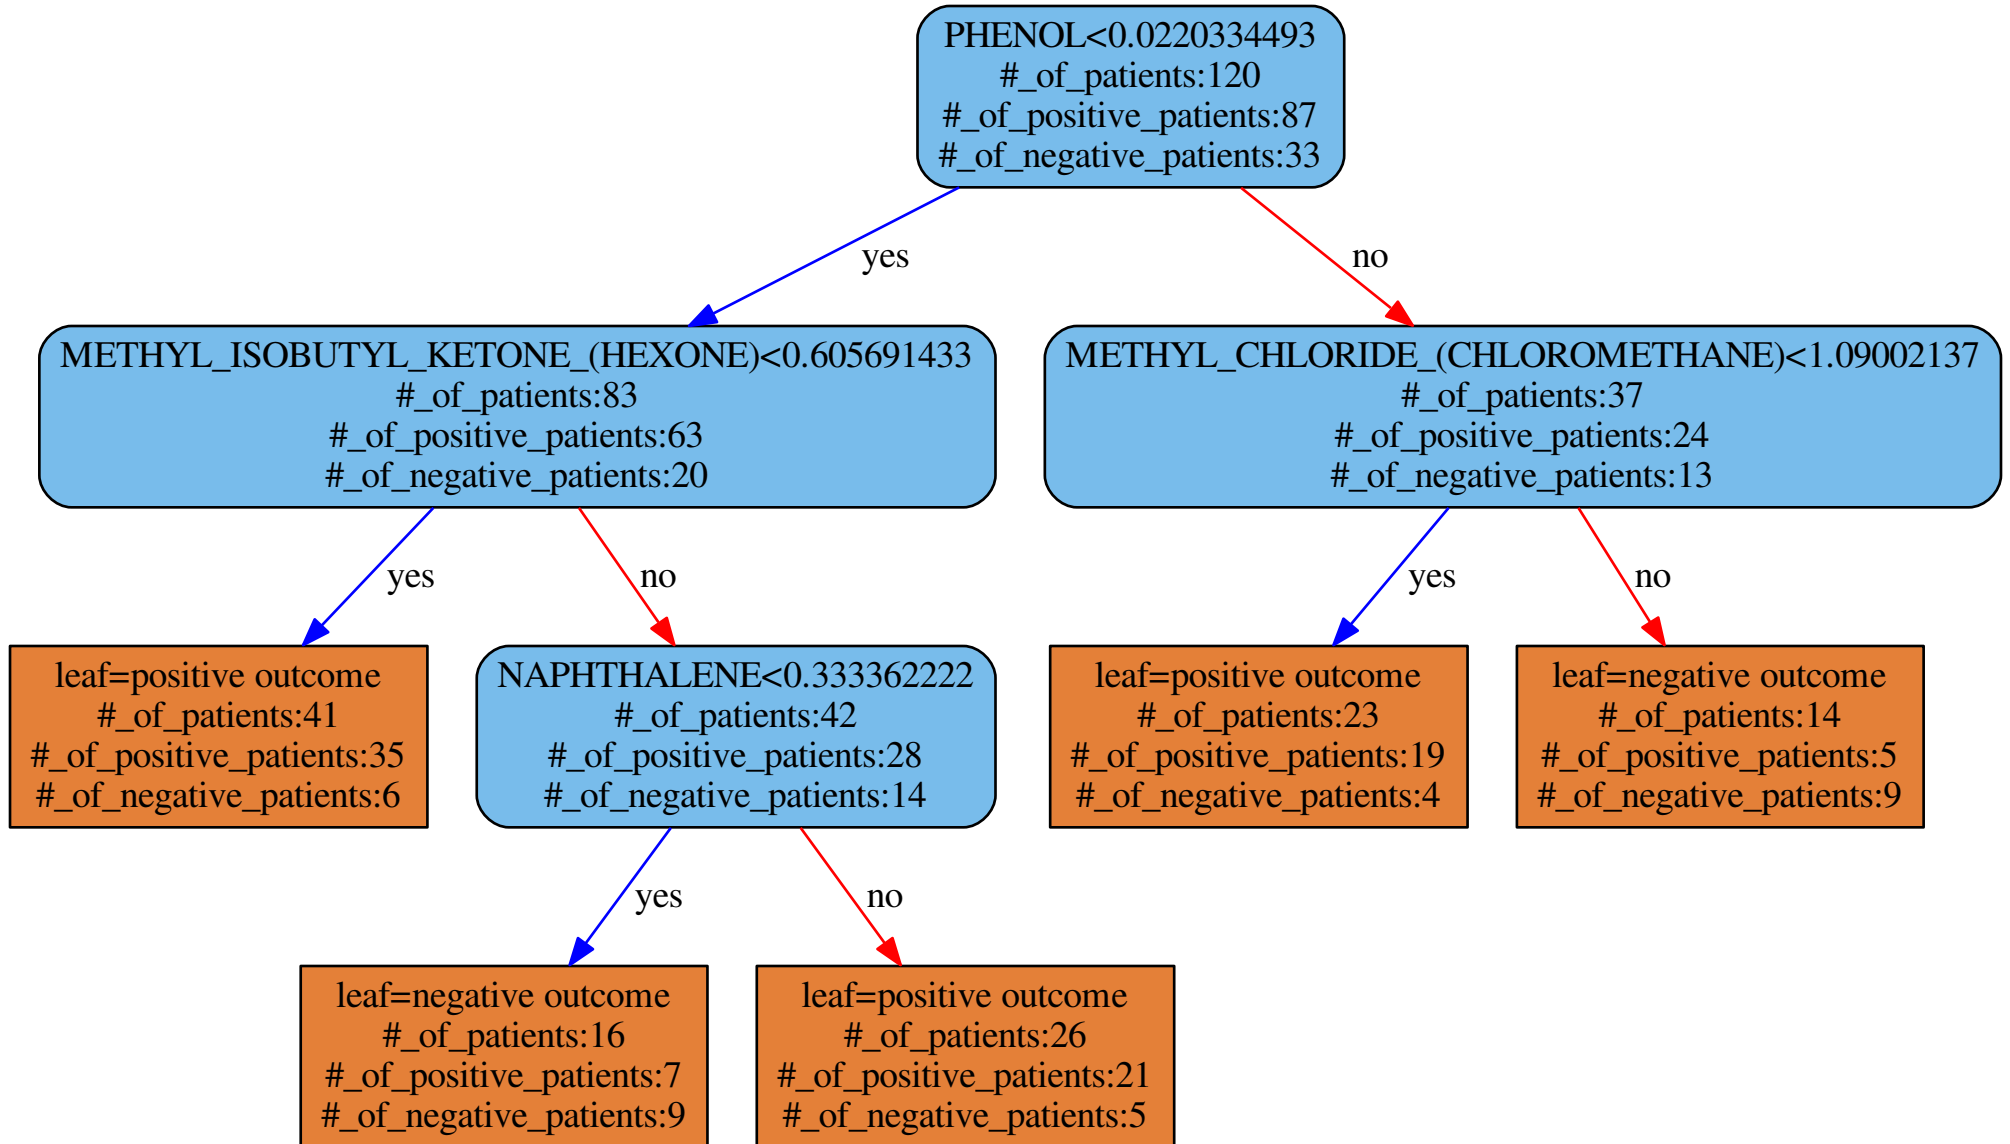 PHENOL<0.0220334493
#_of_patients:120
#_of_positive_patients:87
#_of_negative_patients:33
yes
no
METHYL_ISOBUTYL_KETONE_(HEXONE)<0.605691433
#_of_patients:83
#_of_positive_patients:63
#_of_negative_patients:20
METHYL_CHLORIDE_(CHLOROMETHANE)<1.09002137
#_of_patients:37
#_of_positive_patients:24
#_of_negative_patients:13
yes
no
yes
no
leaf=positive outcome
#_of_patients:41
#_of_positive_patients:35
#_of_negative_patients:6
NAPHTHALENE<0.333362222
#_of_patients:42
#_of_positive_patients:28
#_of_negative_patients:14
leaf=positive outcome
#_of_patients:23
#_of_positive_patients:19
#_of_negative_patients:4
leaf=negative outcome
#_of_patients:14
#_of_positive_patients:5
#_of_negative_patients:9
yes
no
leaf=negative outcome
#_of_patients:16
#_of_positive_patients:7
#_of_negative_patients:9
leaf=positive outcome
#_of_patients:26
#_of_positive_patients:21
#_of_negative_patients:5